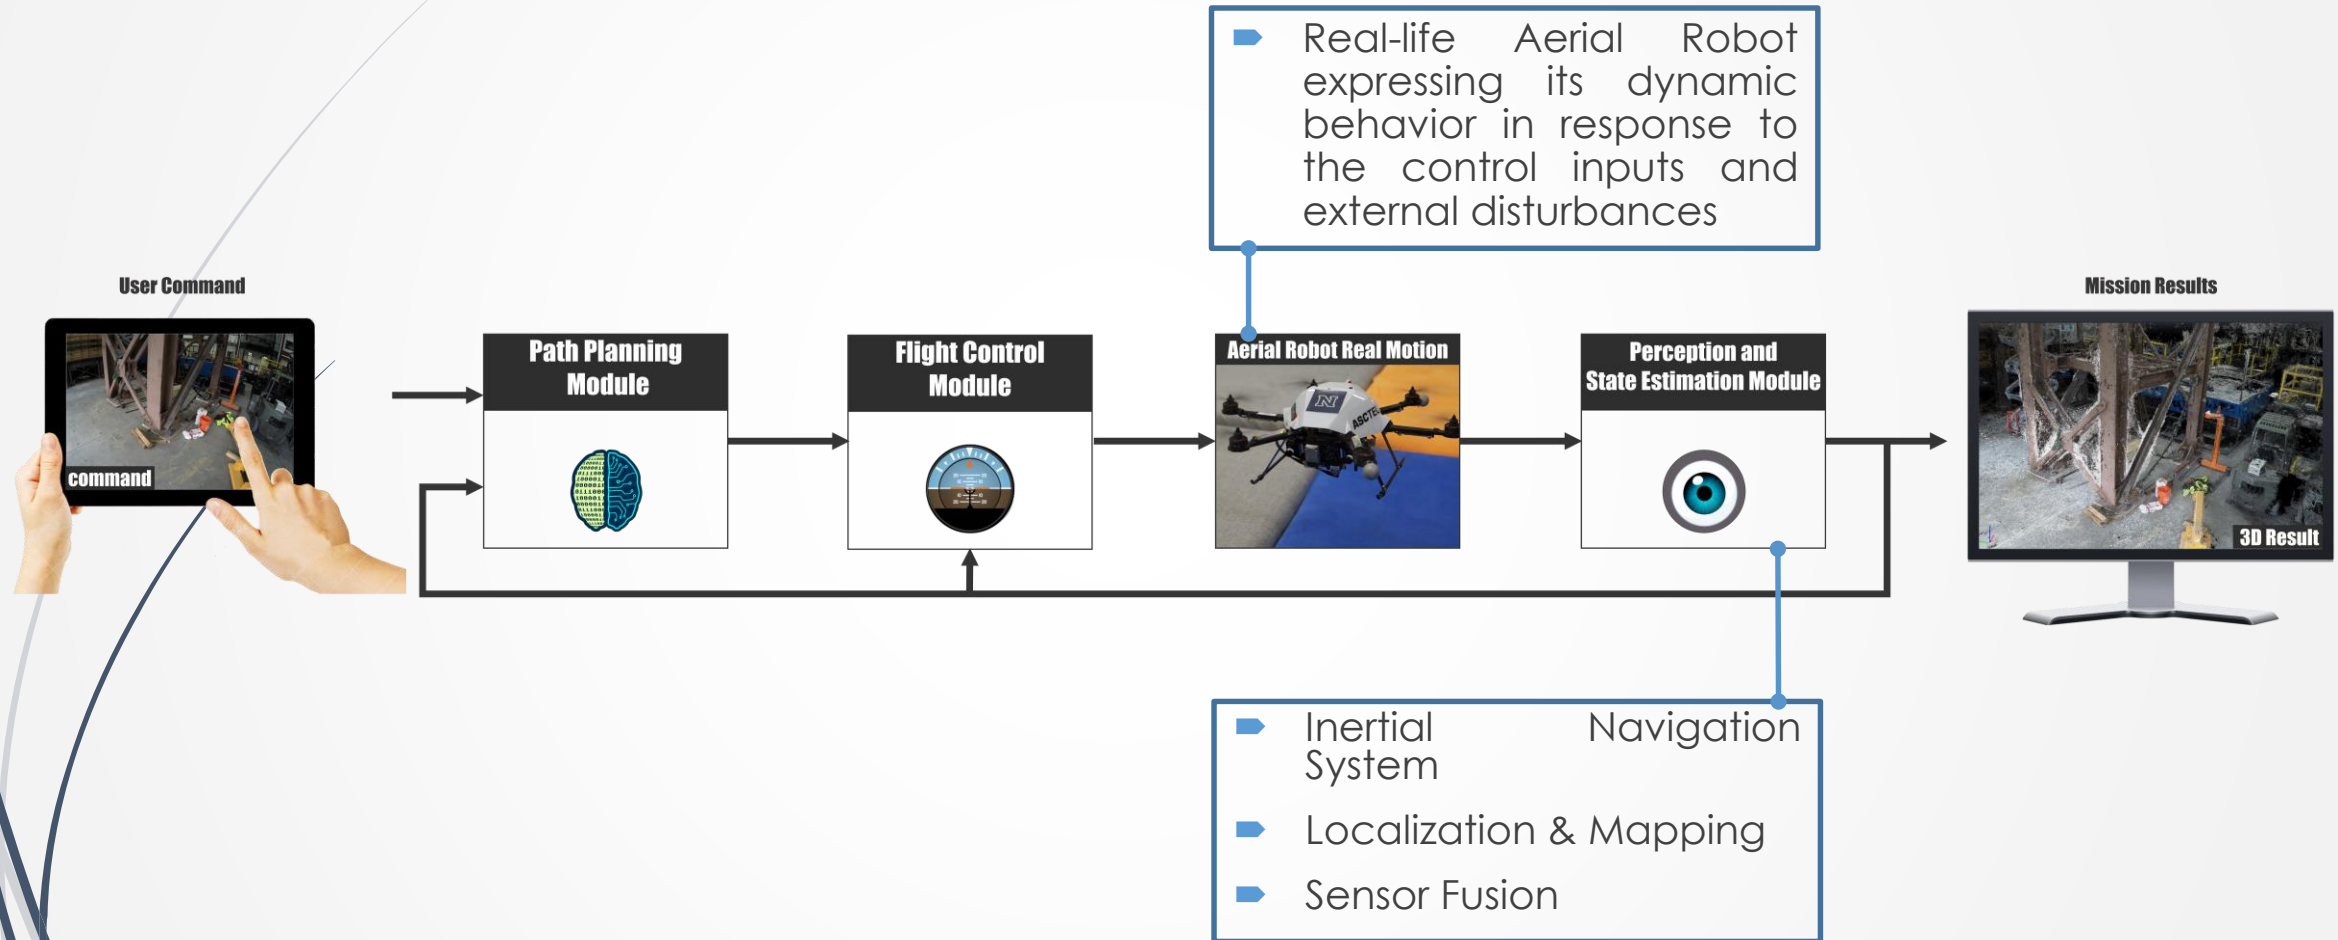 Real-life Aerial Robot
expressing its dynamic
behavior in response to
the control inputs and
external disturbances
User Command
command
Path Planning
Module
Flight Control
Module
Aerial Robot Real Motion
N
ASCTEC
Perception and
State Estimation Module
Mission Results
3D Result
Inertial Navigation
System
Localization & Mapping
Sensor Fusion